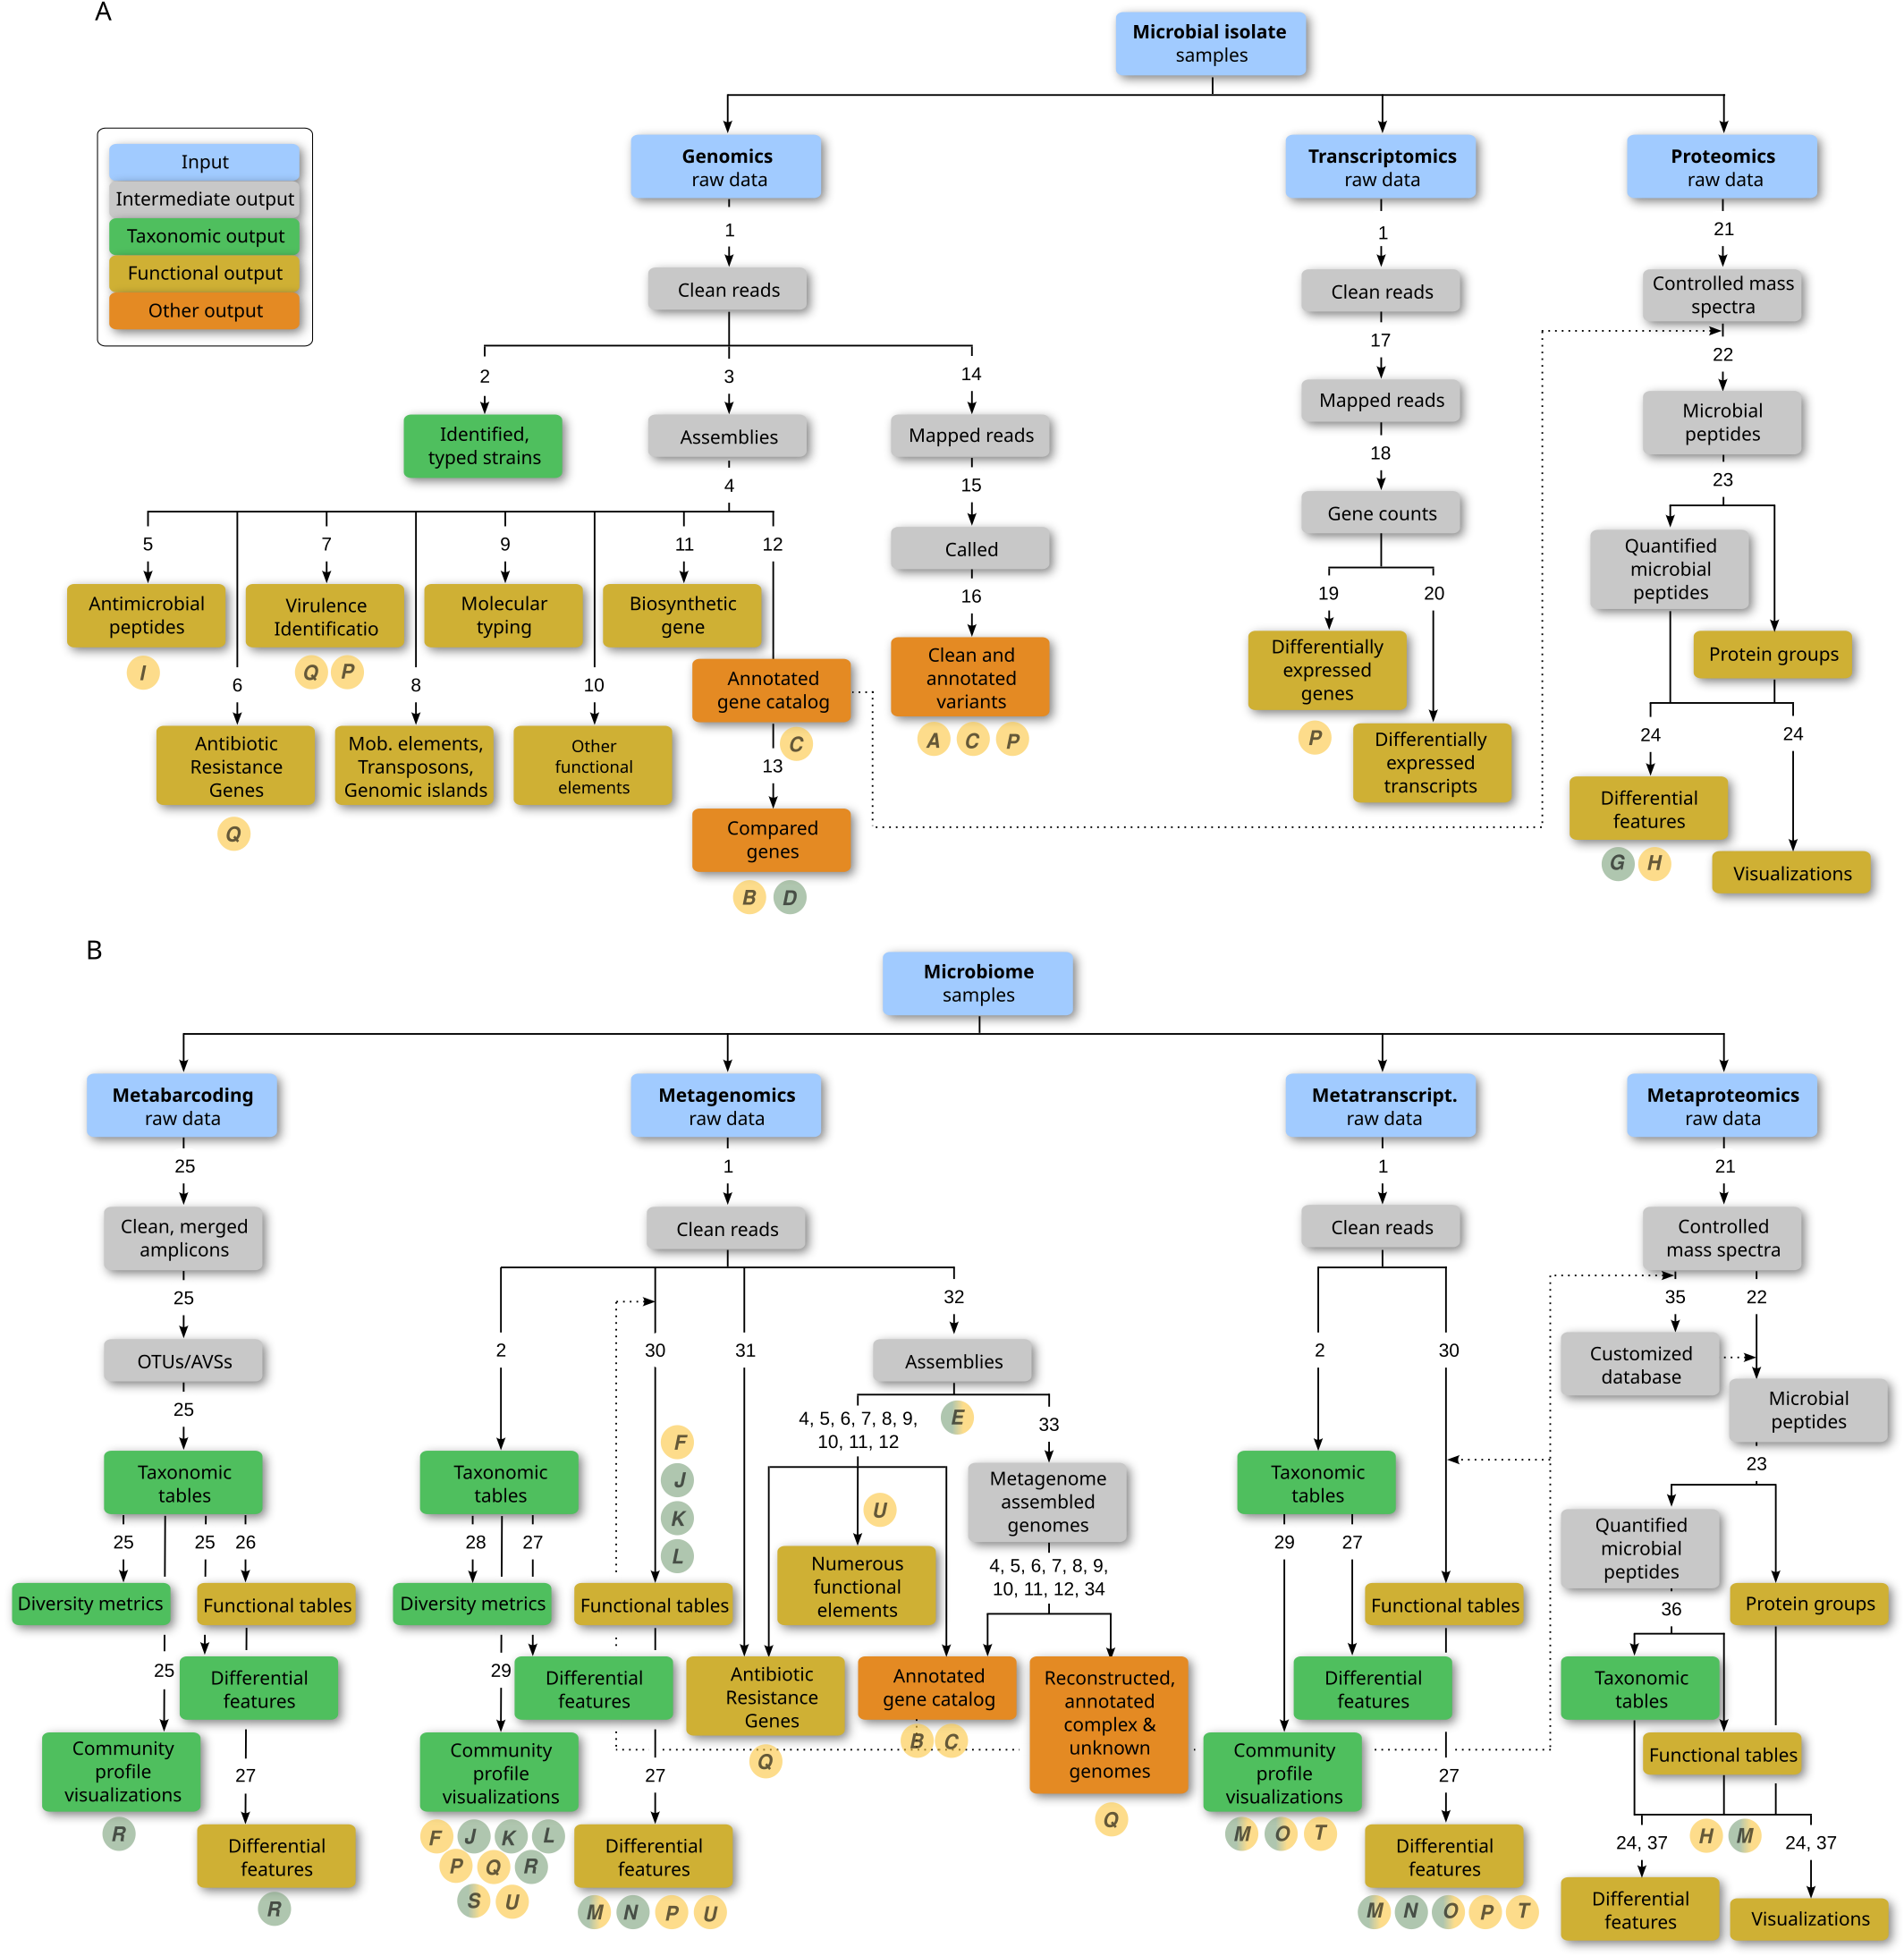 A
Microbial isolate
samples
Input
Intermediate output
Taxonomic output
Functional output
Other output
Genomics
raw data
Transcriptomics
raw data
Proteomics
raw data
1
1
21
Clean reads
Clean reads
Controlled mass
spectra
2
3
14
17
22
Identified,
typed strains
Assemblies
Mapped reads
Mapped reads
Microbial
peptides
4
15
18
23
Called
Gene counts
Quantified
microbial
peptides
5
7
9
11
12
16
19
20
Antimicrobial
peptides
Virulence
Identificatio
Molecular
typing
Biosynthetic
gene
Clean and
annotated
variants
Differentially
expressed
genes
Protein groups
I
Q P
6
8
10
Annotated
gene catalog
C
A C P
P
13
24
24
Antibiotic
Resistance
Genes
Mob. elements,
Transposons,
Genomic islands
Other
functional
elements
Differentially
expressed
transcripts
Differential
features
Q
Compared
genes
G H
Visualizations
B D
B
Microbiome
samples
Metabarcoding
raw data
Metagenomics
raw data
Metatranscript.
raw data
Metaproteomics
raw data
25
1
1
21
Clean, merged
amplicons
Clean reads
Clean reads
Controlled
mass spectra
25
32
35
22
OTUs/AVSs
2
30
31
Assemblies
2
30
Customized
database
25
E
4, 5, 6, 7, 8, 9,
10, 11, 12
33
Microbial
peptides
F
J
K
L
Taxonomic
tables
Taxonomic
tables
U
Metagenome
assembled
genomes
Taxonomic
tables
23
Quantified
microbial
peptides
25
25
26
28
27
Numerous
functional
elements
4, 5, 6, 7, 8, 9,
10, 11, 12, 34
29
27
Diversity metrics
Functional tables
Diversity metrics
Functional tables
Functional tables
36
Protein groups
25
Differential
features
29
Differential
features
Antibiotic
Resistance
Genes
Annotated
gene catalog
Reconstructed,
annotated
complex &
unknown
genomes
Differential
features
Taxonomic
tables
Community
profile
visualizations
Community
profile
visualizations
Q
B C
Community
profile
visualizations
Functional tables
27
27
27
R
F J K L
P Q R
S U
Q
M O T
24, 37
H M
24, 37
Differential
features
Differential
features
Differential
features
Differential
features
Visualizations
R
M N P U
M N O P T